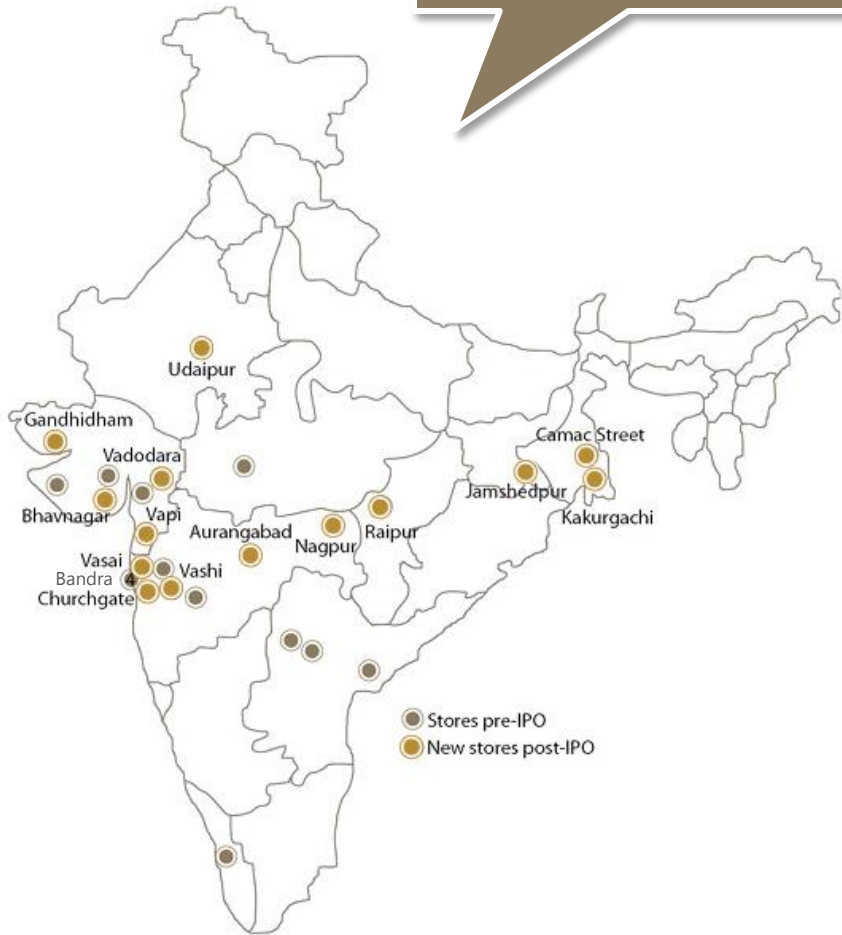 Udaipur
Gandhidham
Vadodara
Camac Street
Jamshedpur
Bhavnagar
Vapi
Kakurgachi
Aurangabad
Nagpur
Raipur
Vasai
Vashi
Bandra 4
Churchgate
Stores pre-IPO
New stores post-IPO